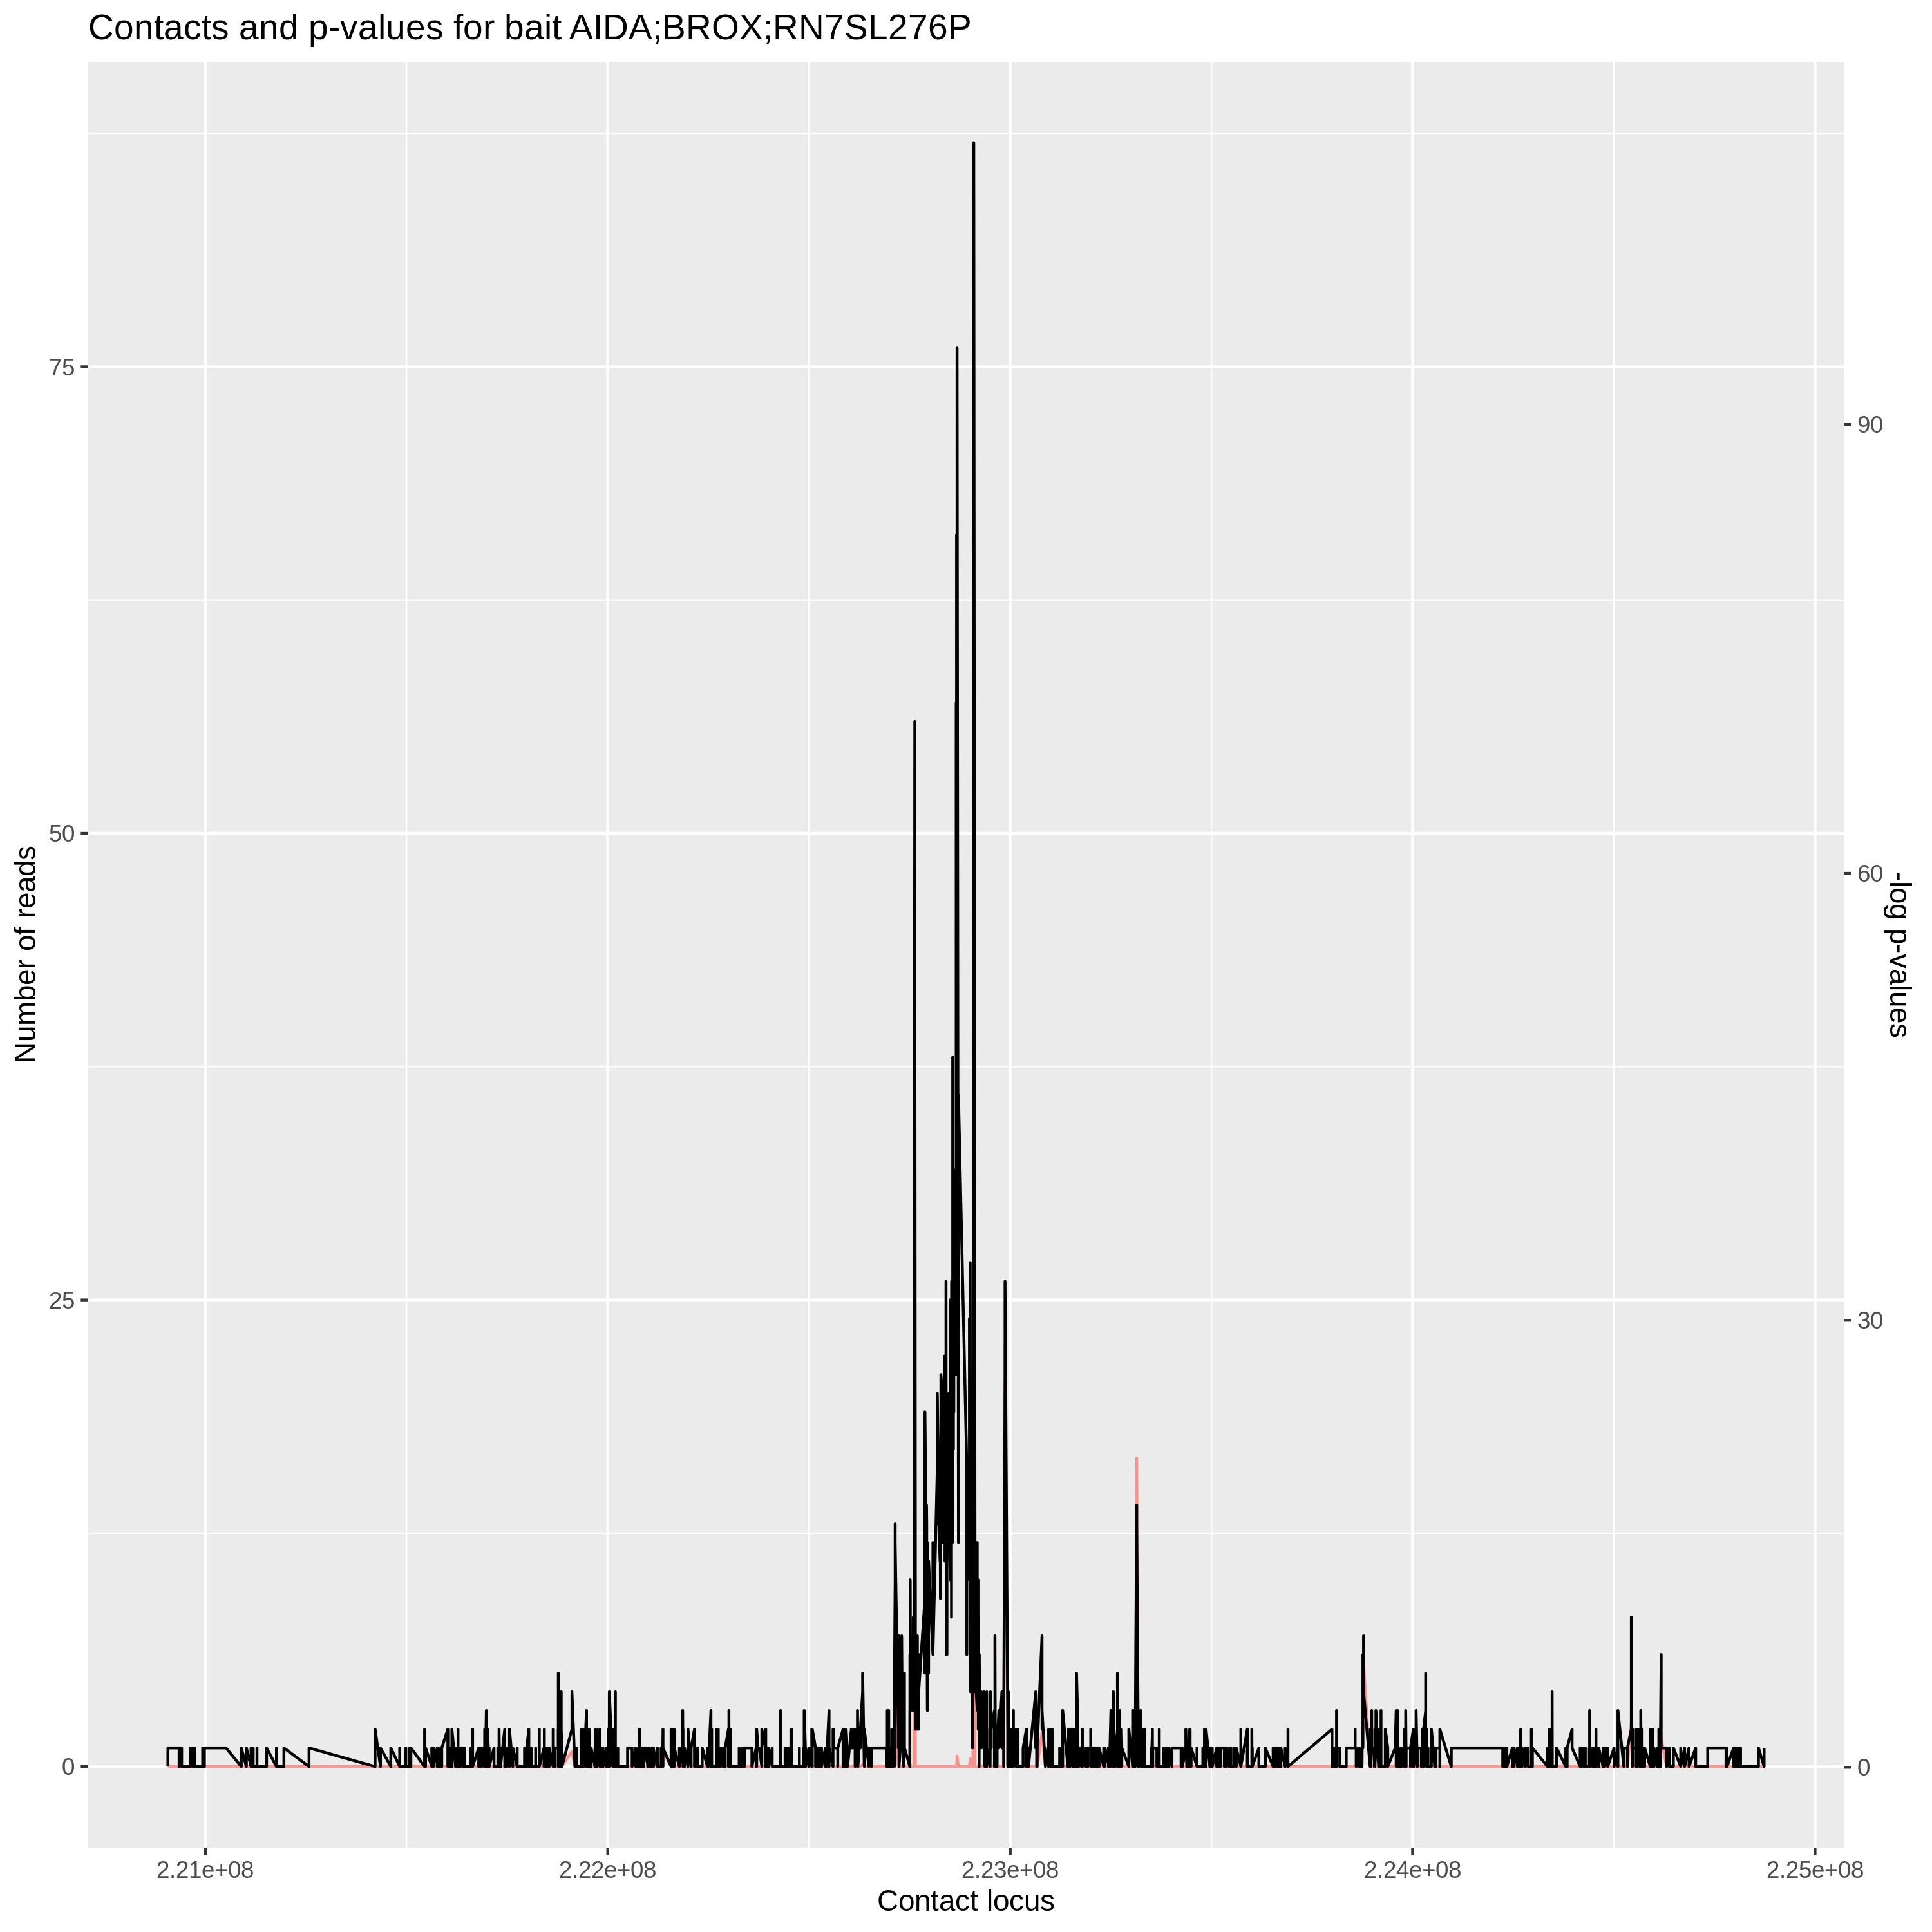 Contacts and p-values for bait AIDA;BROX;RN7SL276P
75
50
25
0
90
60
30
0
Number of reads
-log p-values
2.21e+08
2.22e+08
2.23e+08
2.24e+08
2.25e+08
Contact locus